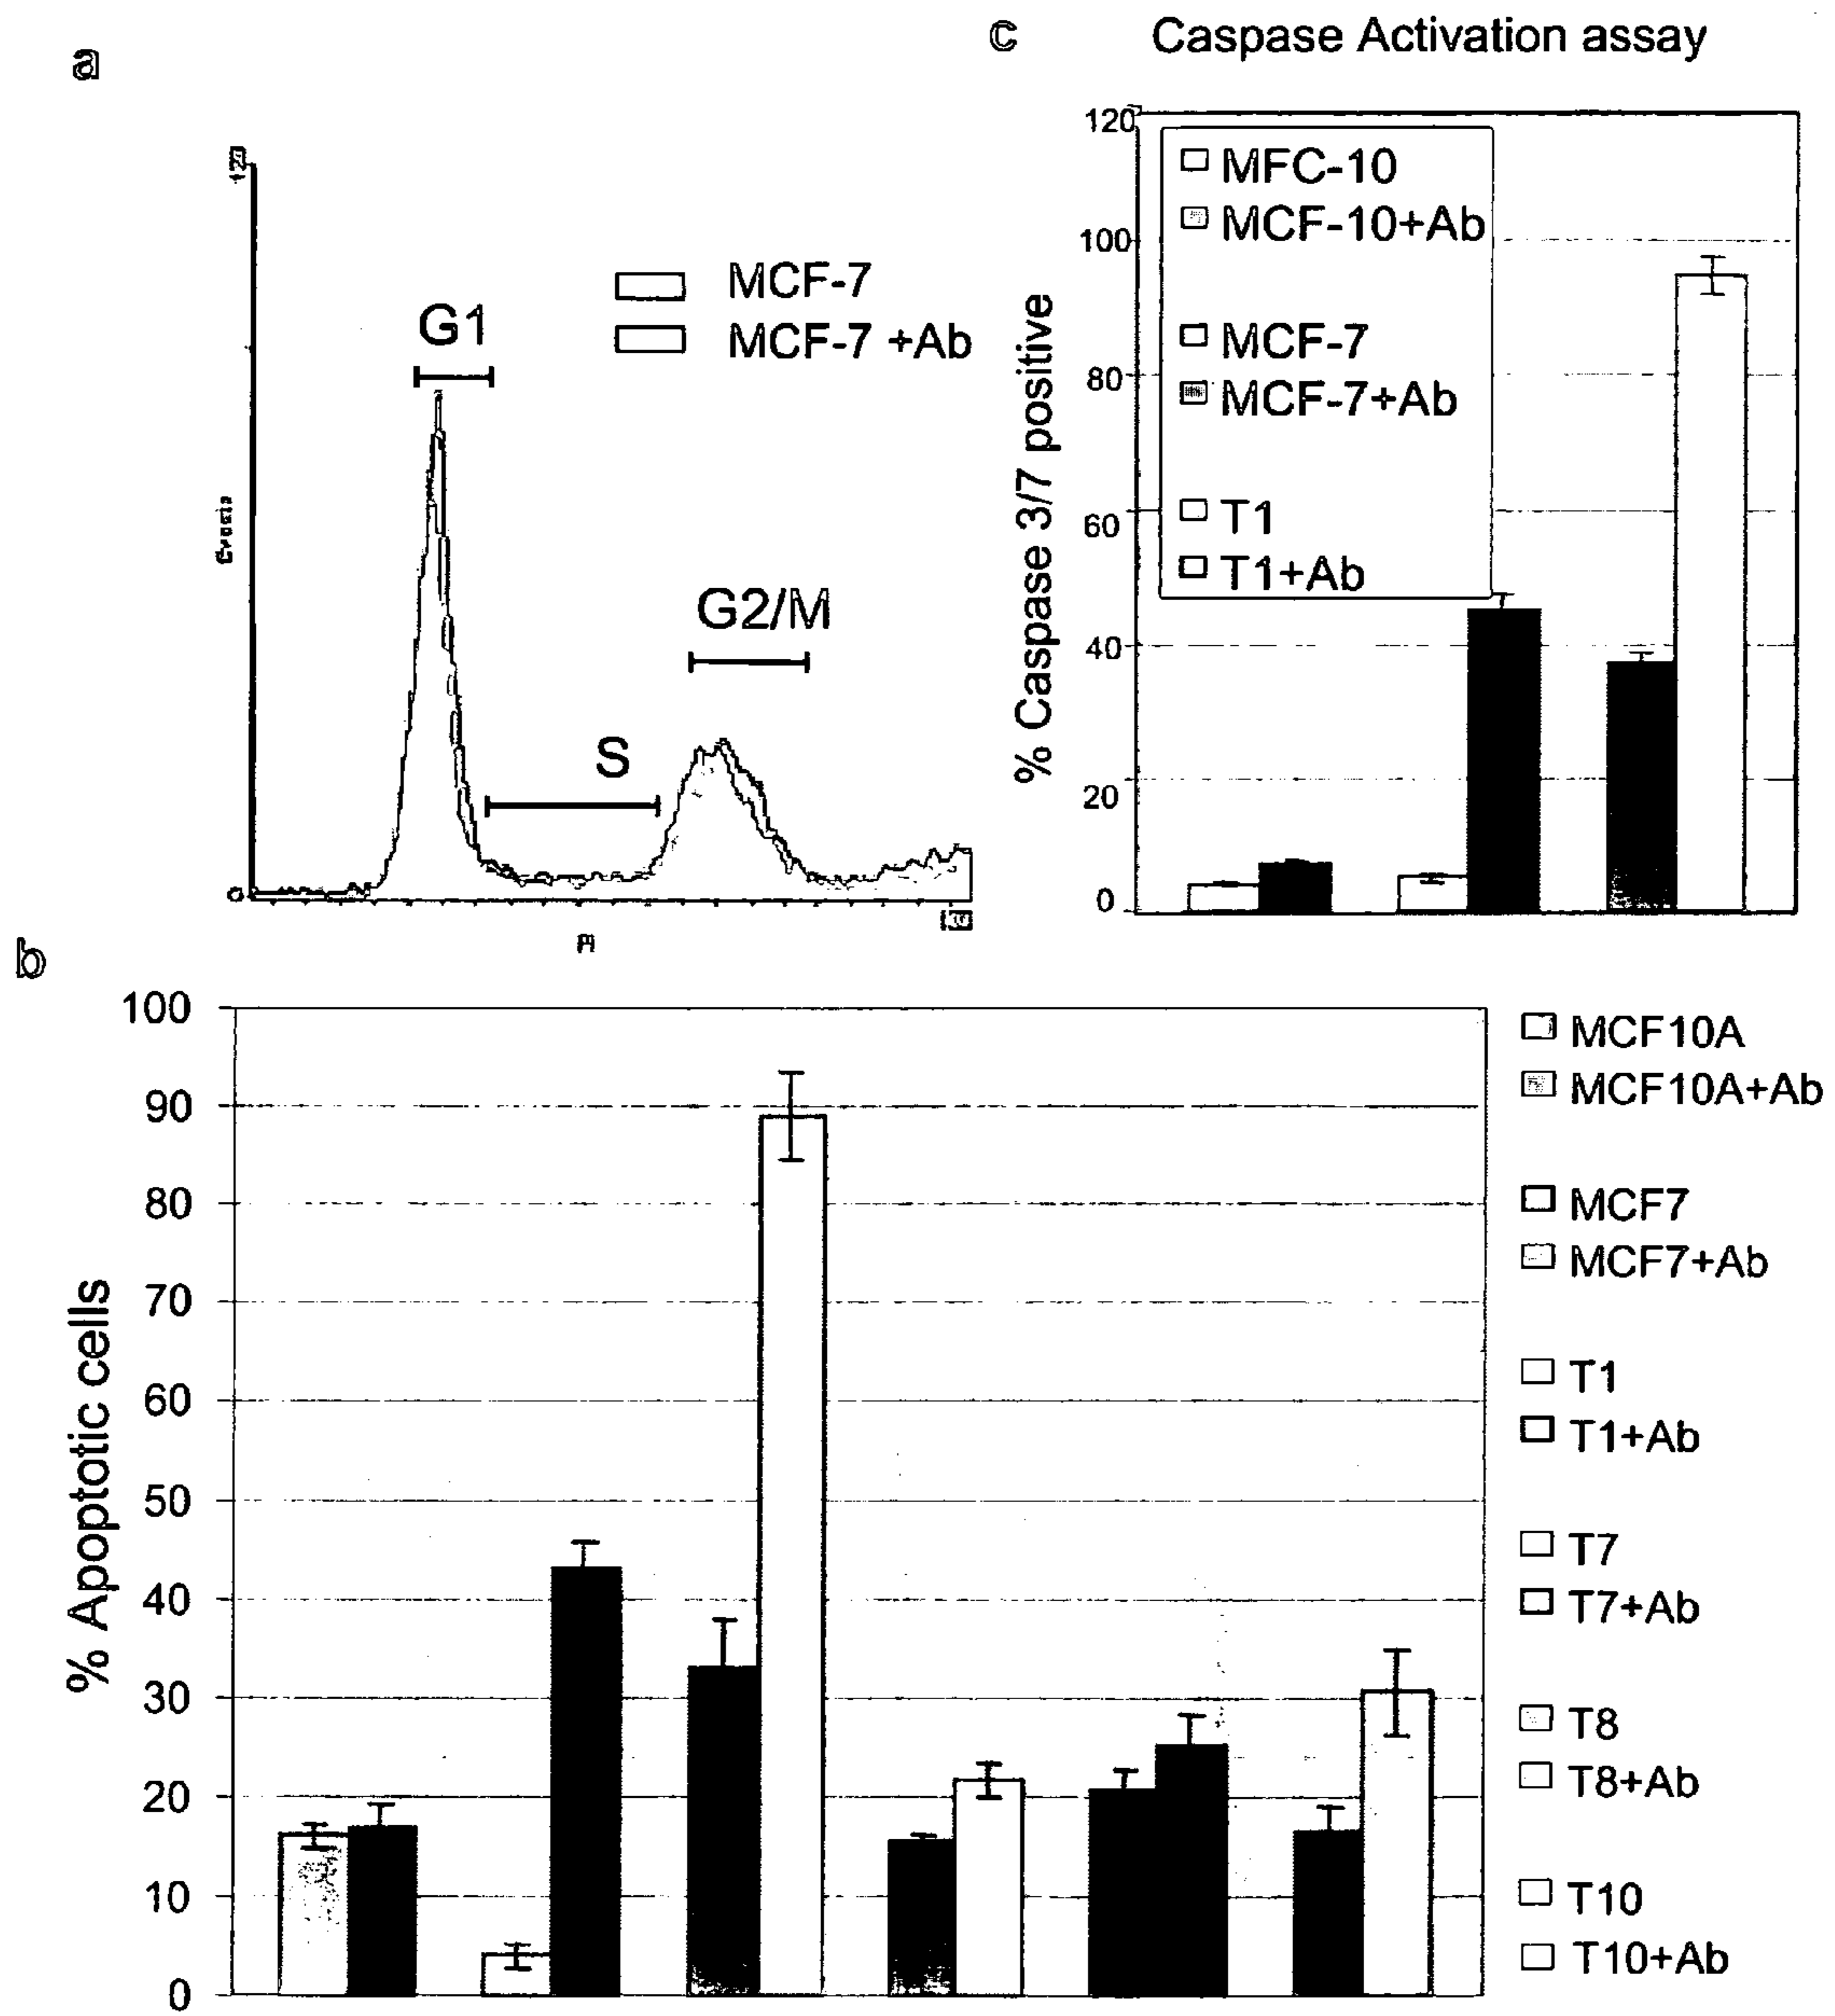 a
G1
MCF-7
MCF-7 +Ab
G2/M
S
Events
0
PI
c
Caspase Activation assay
% Caspase 3/7 positive
120
100
80
60
40
20
0
MFC-10
MCF-10+Ab
MCF-7
MCF-7+Ab
T1
T1+Ab
b
% Apoptotic cells
100
90
80
70
60
50
40
30
20
10
0
MCF10A
MCF10A+Ab
MCF7
MCF7+Ab
T1
T1+Ab
T7
T7+Ab
T8
T8+Ab
T10
T10+Ab